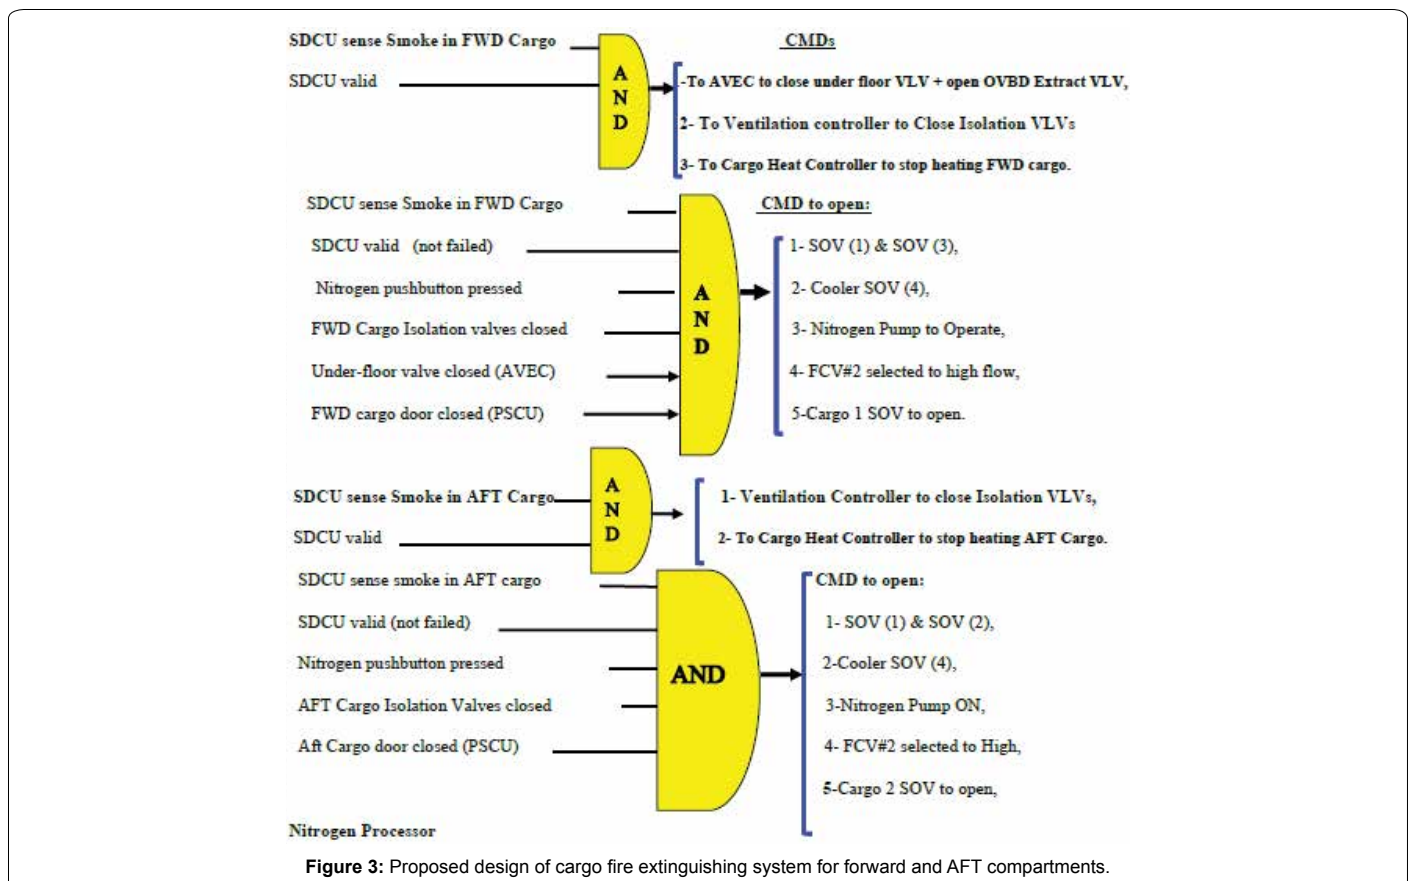 SDCU sense Smoke in FWD Cargo
SDCU valid
AND
CMDs
-To AVEC to close under floor VLV + open OVBD Extract VLV,
2- To Ventilation controller to Close Isolation VLVs
3- To Cargo Heat Controller to stop heating FWD cargo.
SDCU sense Smoke in FWD Cargo
SDCU valid (not failed)
Nitrogen pushbutton pressed
FWD Cargo Isolation valves closed
Under-floor valve closed (AVEC)
FWD cargo door closed (PSCU)
AND
CMD to open:
1- SOV (1) & SOV (3),
2- Cooler SOV (4),
3- Nitrogen Pump to Operate,
4- FCV#2 selected to high flow,
5-Cargo 1 SOV to open.
SDCU sense Smoke in AFT Cargo
SDCU valid
AND
1- Ventilation Controller to close Isolation VLVs,
2- To Cargo Heat Controller to stop heating AFT Cargo.
SDCU sense smoke in AFT cargo
SDCU valid (not failed)
Nitrogen pushbutton pressed
AFT Cargo Isolation Valves closed
Aft Cargo door closed (PSCU)
AND
CMD to open:
1- SOV (1) & SOV (2),
2-Cooler SOV (4),
3-Nitrogen Pump ON,
4- FCV#2 selected to High,
5-Cargo 2 SOV to open,
Nitrogen Processor
Figure 3: Proposed design of cargo fire extinguishing system for forward and AFT compartments.